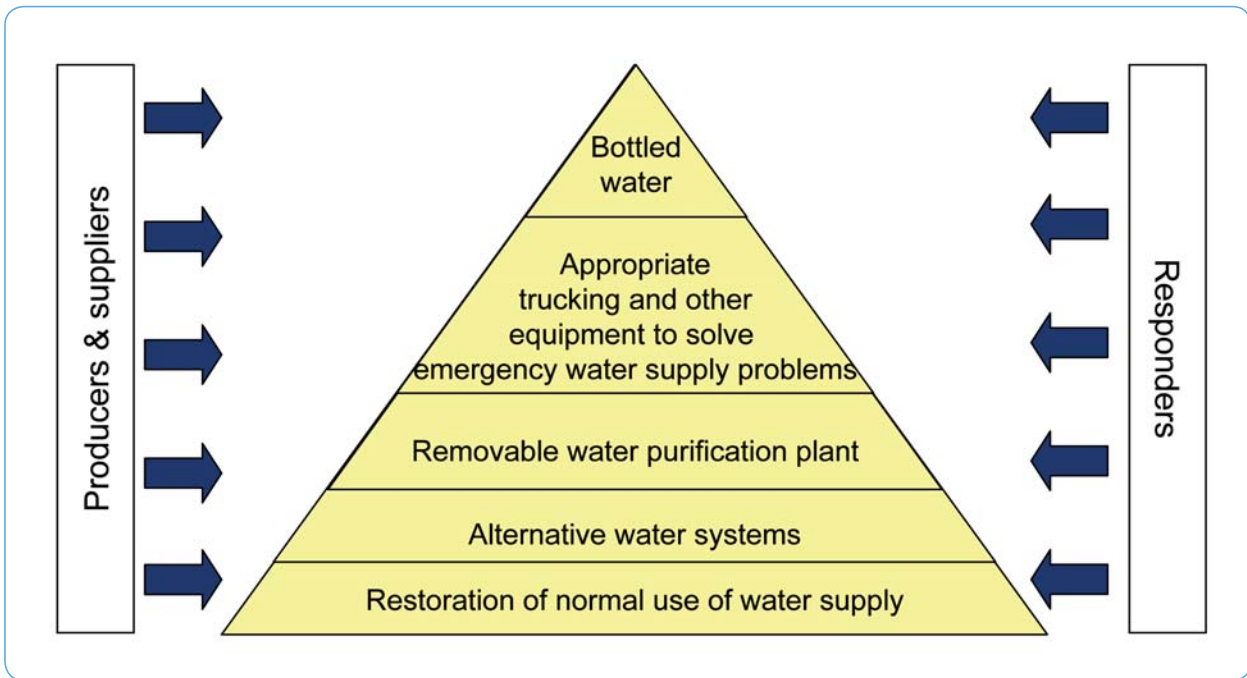 Producers & suppliers
Bottled
water
Appropriate
trucking and other
equipment to solve
emergency water supply problems
Removable water purification plant
Alternative water systems
Restoration of normal use of water supply
Responders